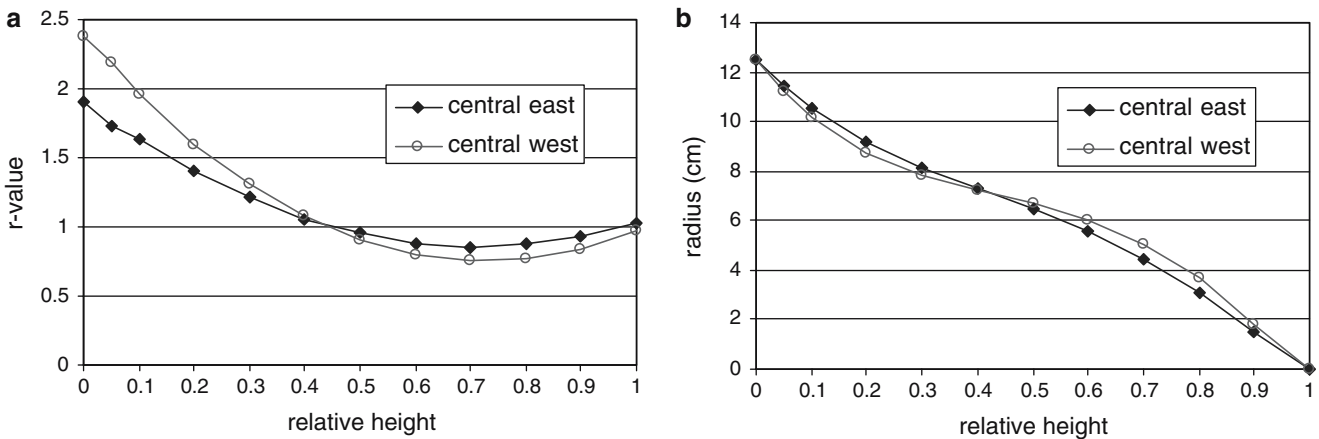 a
2.5
2
1.5
1
0.5
0
r-value
central east
central west
0 0.1 0.2 0.3 0.4 0.5 0.6 0.7 0.8 0.9 1
relative height
b
14
12
10
8
6
4
2
0
radius (cm)
central east
central west
0 0.1 0.2 0.3 0.4 0.5 0.6 0.7 0.8 0.9 1
relative height